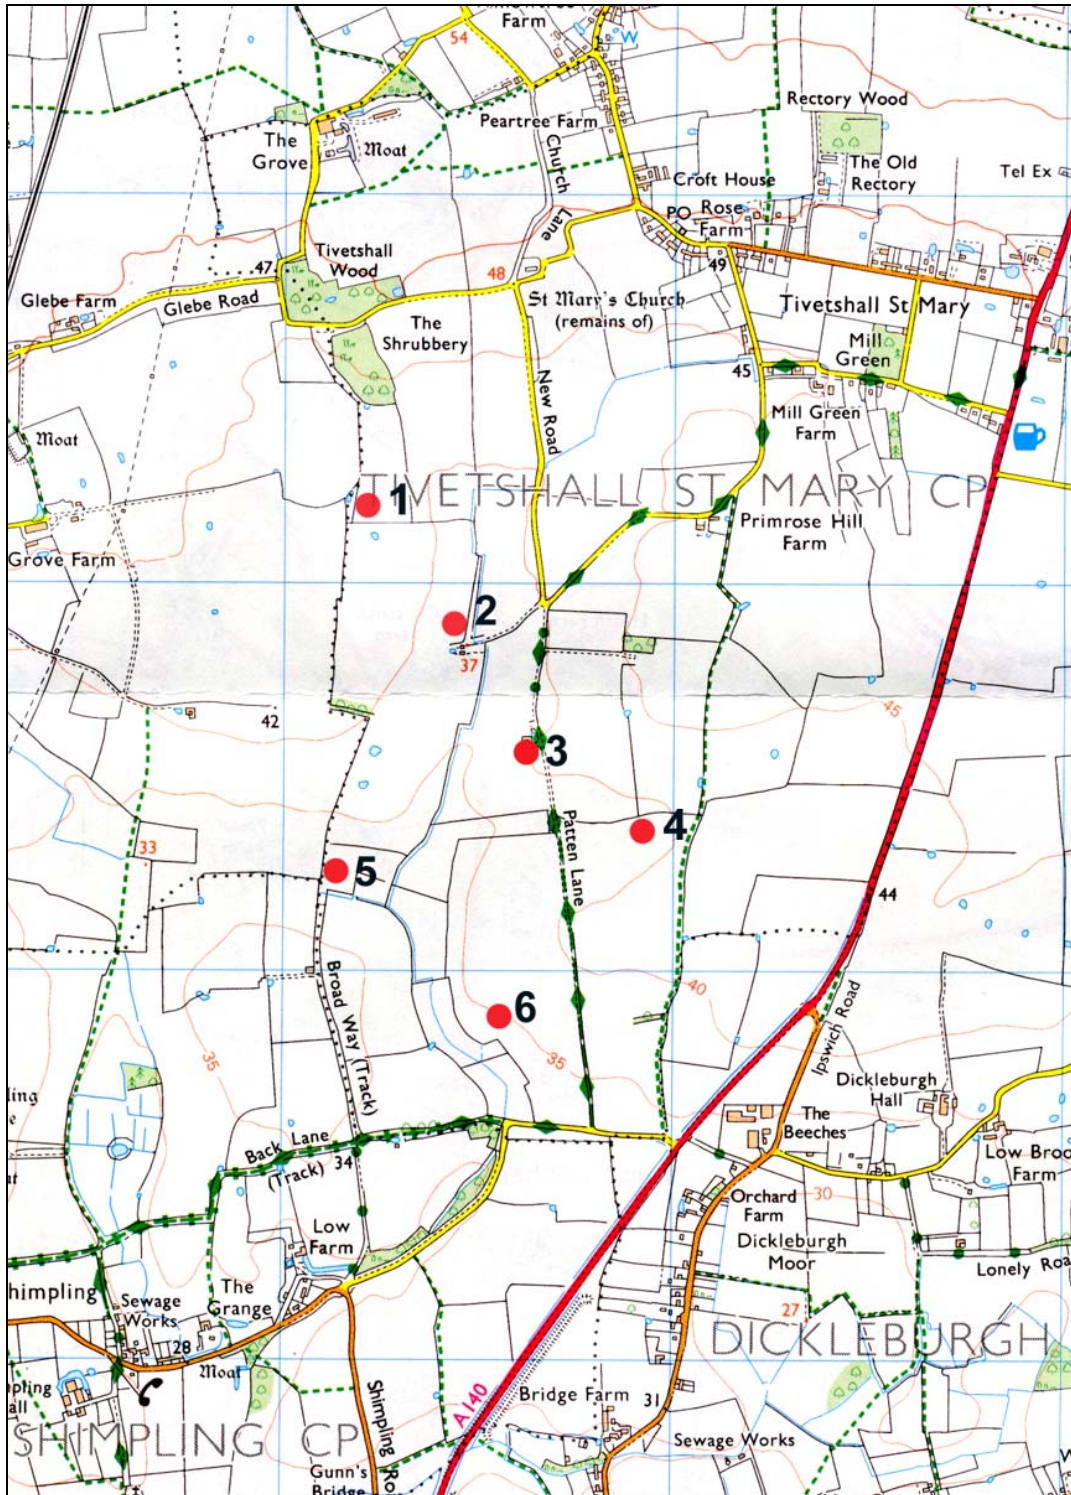 Farm
54
W
Peartree Farm
Rectory Wood
The
Grove
Moat
Church
Lane
The Old
Rectory
Tel Ex
Croft House
PO
Rose
Farm
Tivetshall
Wood
47
48
49
Glebe Farm
Glebe Road
The
Shrubbery
St Mary's Church
(remains of)
Tivetshall St Mary
Mill
Green
45
New Road
Mill Green
Farm
Moat
TIVETSHALL ST MARY CP
1
Primrose Hill
Farm
Grove Farm
2
37
42
45
3
Patten Lane
4
33
5
44
Broad Way (Track)
40
6
35
35
Ipswich Road
Dickleburgh
Hall
The
Beeches
Back Lane
(Track)
34
Low Broo
Farm
Orchard
Farm
30
Low
Farm
Dickleburgh
Moor
Lonely Roa
himpling
Sewage
Works
The
Grange
27
DICKLEBURGH
28
Moat
A140
Bridge Farm
31
pling
all
Shimpling Ro
SHIMPLING CP
Sewage Works
Gunn's
Bridge